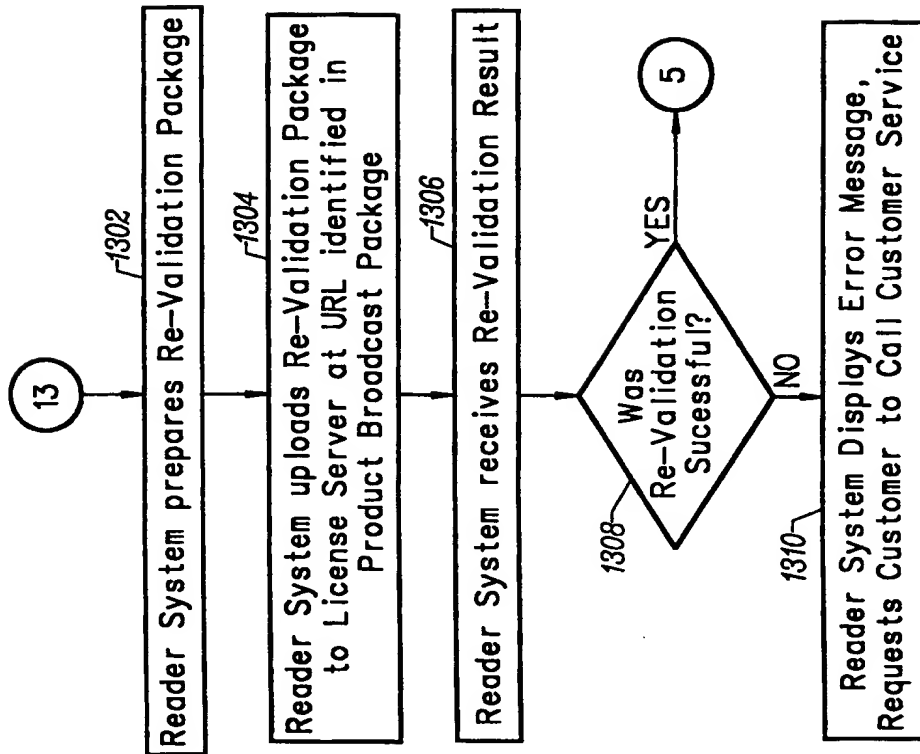 13
1302
Reader System prepares Re-Validation Package
1304
Reader System uploads Re-Validation Package
to License Server at URL identified in
Product Broadcast Package
1306
Reader System receives Re-Validation Result
1308
Was
Re-Validation
Sucessful?
YES
5
NO
1310
Reader System Displays Error Message,
Requests Customer to Call Customer Service